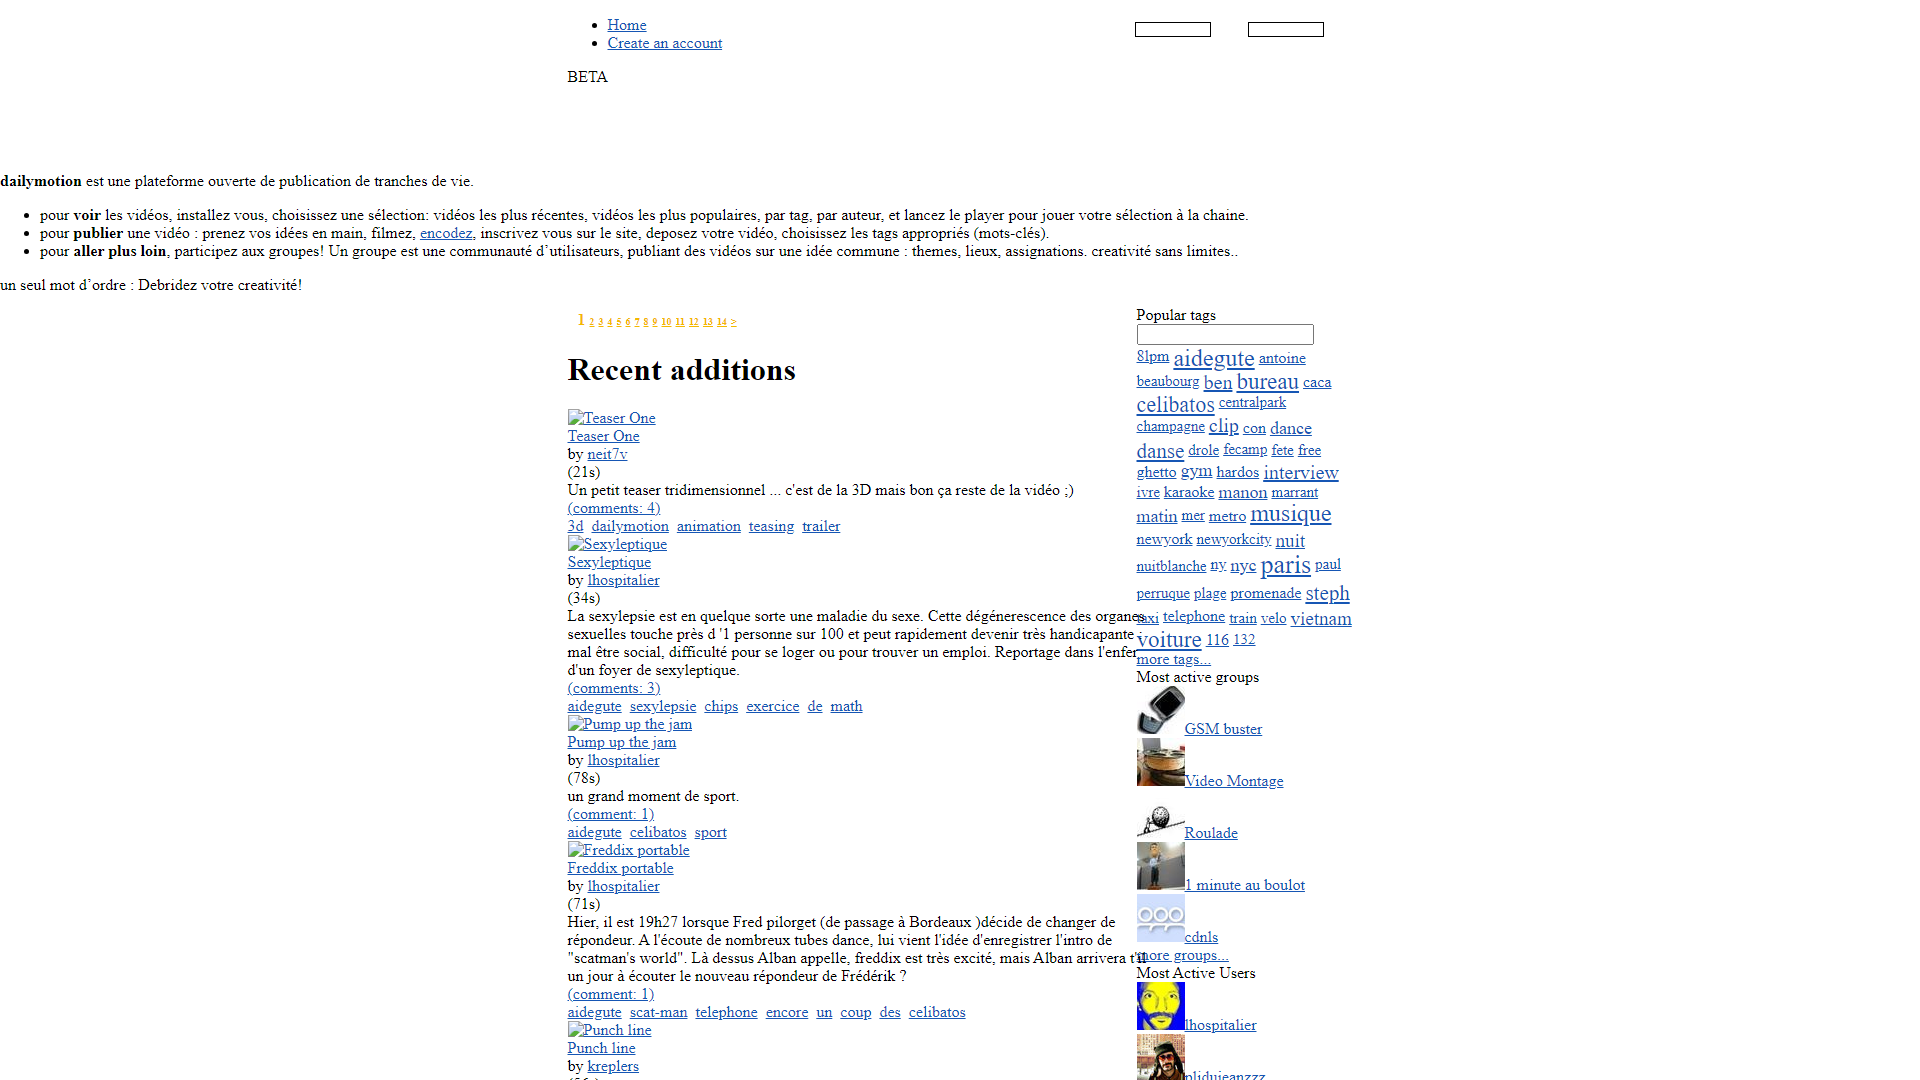 Home
Create an account
BETA
dailymotion est une plateforme ouverte de publication de tranches de vie.
pour voir les vidéos, installez vous, choisissez une sélection: vidéos les plus récentes, vidéos les plus populaires, par tag, par auteur, et lancez le player pour jouer votre sélection à la chaine.
pour publier une vidéo : prenez vos idées en main, filmez, encodez, inscrivez vous sur le site, deposez votre vidéo, choisissez les tags appropriés (mots-clés).
pour aller plus loin, participez aux groupes! Un groupe est une communauté d’utilisateurs, publiant des vidéos sur une idée commune : themes, lieux, assignations. creativité sans limites..
un seul mot d’ordre : Debridez votre creativité!
1 2 3 4 5 6 7 8 9 10 11 12 13 14 >
Recent additions
Teaser One
Teaser One
by neit7v
(21s)
Un petit teaser tridimensionnel ... c'est de la 3D mais bon ça reste de la vidéo ;)
(comments: 4)
3d dailymotion animation teasing trailer
Sexyleptique
Sexyleptique
by lhospitalier
(34s)
La sexylepsie est en quelque sorte une maladie du sexe. Cette dégénerescence des organes
sexuelles touche près d '1 personne sur 100 et peut rapidement devenir très handicapante :
mal être social, difficulté pour se loger ou pour trouver un emploi. Reportage dans l'enfer
d'un foyer de sexyleptique.
(comments: 3)
aidegute sexylepsie chips exercice de math
Pump up the jam
Pump up the jam
by lhospitalier
(78s)
un grand moment de sport.
(comment: 1)
aidegute celibatos sport
Freddix portable
Freddix portable
by lhospitalier
(71s)
Hier, il est 19h27 lorsque Fred pilorget (de passage à Bordeaux )décide de changer de
répondeur. A l'écoute de nombreux tubes dance, lui vient l'idée d'enregistrer l'intro de
"scatman's world". Là dessus Alban appelle, freddix est très excité, mais Alban arrivera t'il
un jour à écouter le nouveau répondeur de Frédérik ?
(comment: 1)
aidegute scat-man telephone encore un coup des celibatos
Punch line
Punch line
by kreplers
Popular tags
8lpm aidegute antoine
beaubourg ben bureau caca
celibatos centralpark
champagne clip con dance
danse drole fecamp fete free
ghetto gym hardos interview
ivre karaoke manon marrant
matin mer metro musique
newyork newyorkcity nuit
nuitblanche ny nyc paris paul
perruque plage promenade steph
taxi telephone train velo vietnam
voiture 116 132
more tags...
Most active groups
GSM buster
Video Montage
Roulade
1 minute au boulot
cdnls
more groups...
Most Active Users
lhospitalier
plidujeanzzz